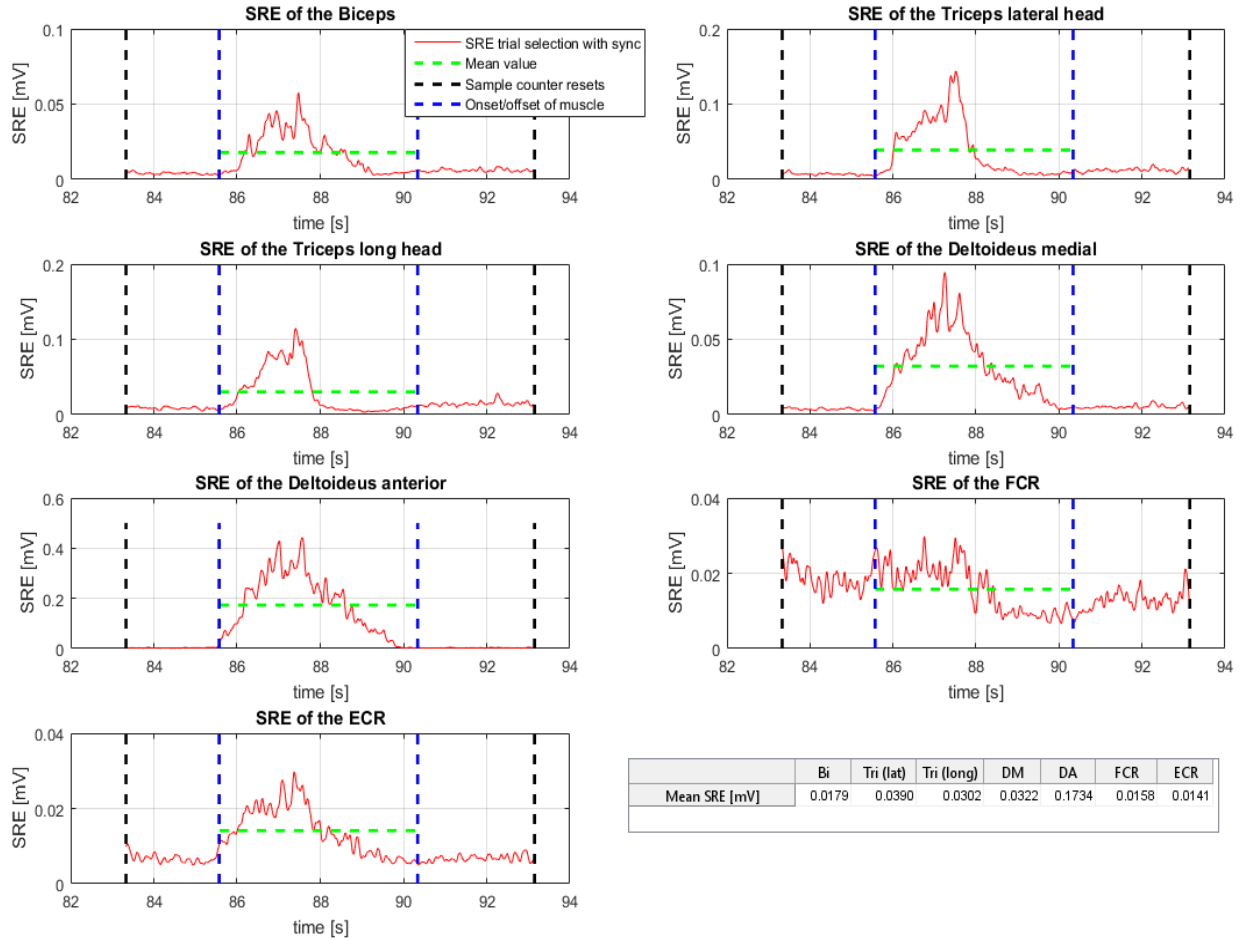 SRE of the Biceps
0.1
0.05
0
SRE [mV]
82 84 86 88 90 92 94
time [s]
SRE trial selection with sync
Mean value
Sample counter resets
Onset/offset of muscle
SRE of the Triceps lateral head
0.2
0.1
0
SRE [mV]
82 84 86 88 90 92 94
time [s]
SRE of the Triceps long head
0.2
0.1
0
SRE [mV]
82 84 86 88 90 92 94
time [s]
SRE of the Deltoideus medial
0.1
0.05
0
SRE [mV]
82 84 86 88 90 92 94
time [s]
SRE of the Deltoideus anterior
0.6
0.4
0.2
0
SRE [mV]
82 84 86 88 90 92 94
time [s]
SRE of the FCR
0.04
0.02
0
SRE [mV]
82 84 86 88 90 92 94
time [s]
SRE of the ECR
0.04
0.02
0
SRE [mV]
82 84 86 88 90 92 94
time [s]
Bi Tri (lat) Tri (long) DM DA FCR ECR
Mean SRE [mV] 0.0179 0.0390 0.0302 0.0322 0.1734 0.0158 0.0141